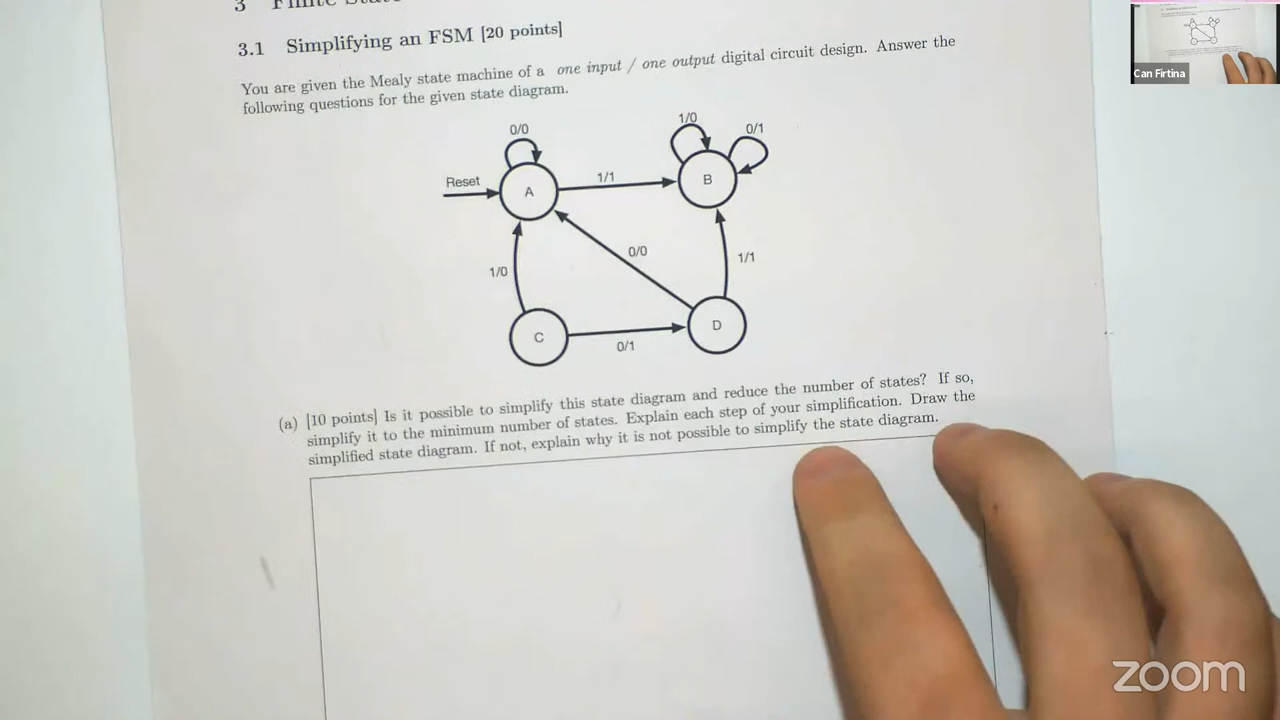 3 Finite State
3.1 Simplifying an FSM [20 points]
You are given the Mealy state machine of a one input / one output digital circuit design. Answer the
following questions for the given state diagram.
0/0
1/0
0/1
Reset
A
1/1
B
1/0
0/0
1/1
C
0/1
D
(a) [10 points] Is it possible to simplify this state diagram and reduce the number of states? If so,
simplify it to the minimum number of states. Explain each step of your simplification. Draw the
simplified state diagram. If not, explain why it is not possible to simplify the state diagram.
Can Firtina
zoom